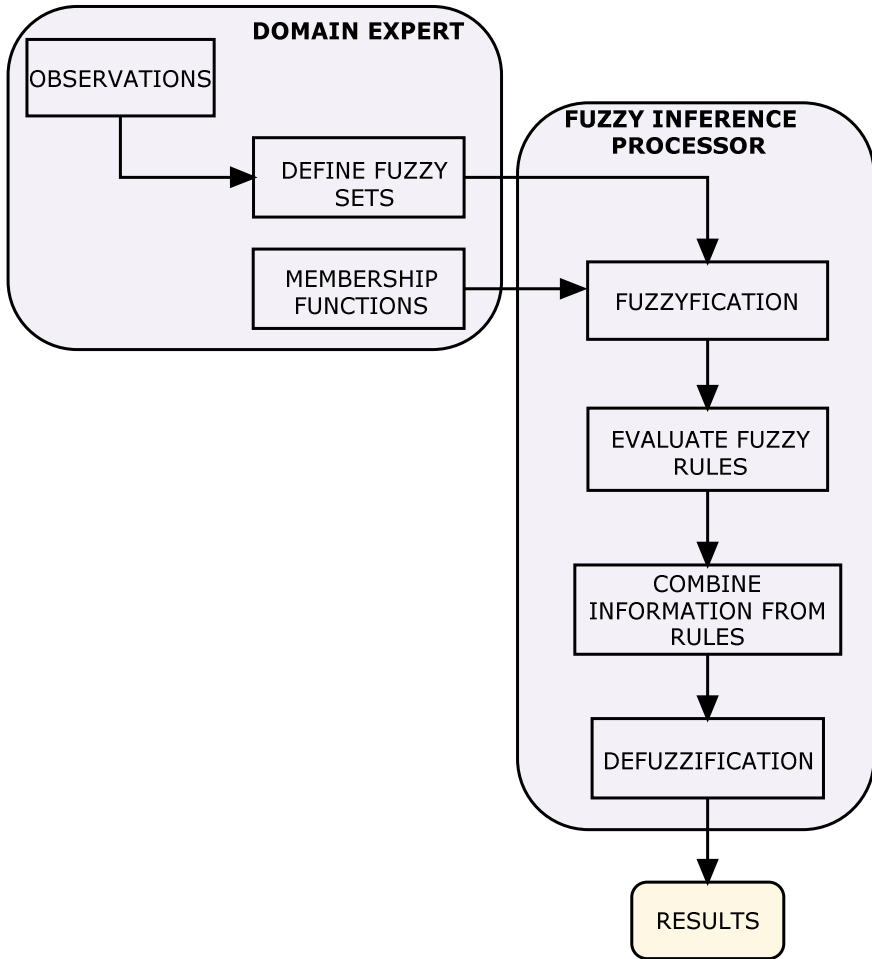 DOMAIN EXPERT
OBSERVATIONS
DEFINE FUZZY
SETS
MEMBERSHIP
FUNCTIONS
FUZZY INFERENCE
PROCESSOR
FUZZYFICATION
EVALUATE FUZZY
RULES
COMBINE
INFORMATION FROM
RULES
DEFUZZIFICATION
RESULTS